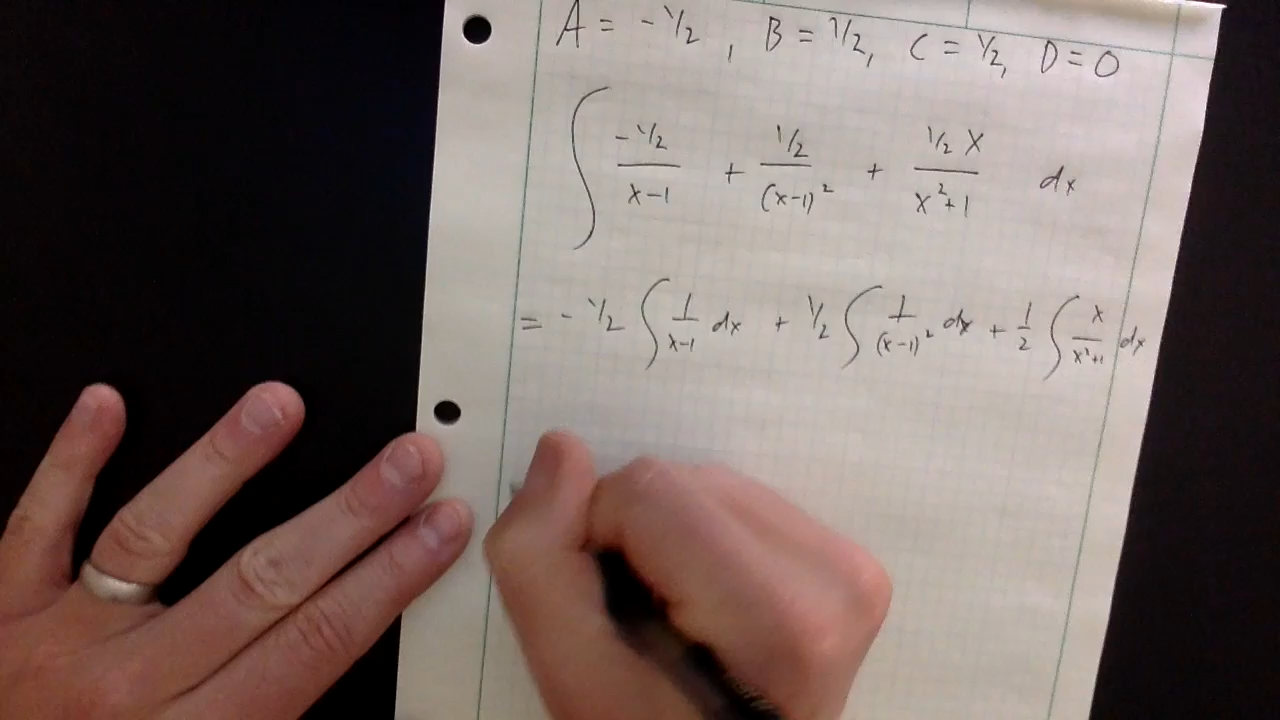 A = -1/2, B = 1/2, C = 1/2, D = 0
∫ (-1/2)/(x-1) + (1/2)/(x-1)² + (1/2 x)/(x²+1) dx
= -1/2 ∫ 1/(x-1) dx + 1/2 ∫ 1/(x-1)² dx + 1/2 ∫ x/(x²+1) dx